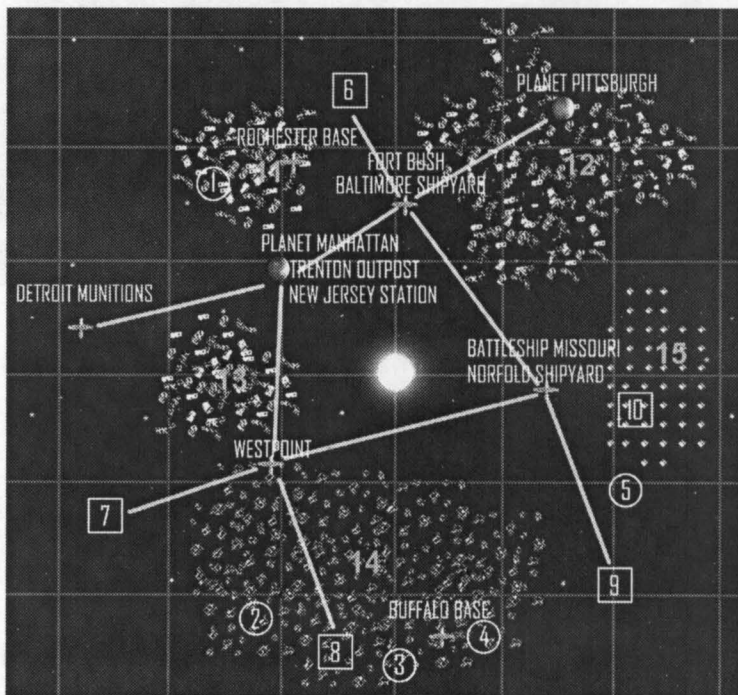 PLANET PITTSBURGH
6
ROCHESTER BASE
11
1
FORT BUSH
BALTIMORE SHIPYARD
12
PLANET MANHATTAN
TRENTON OUTPOST
NEW JERSEY STATION
DETROIT MUNITIONS
BATTLESHIP MISSOURI
NORFOLD SHIPYARD
15
13
10
WESTPOINT
5
7
14
9
2
BUFFALO BASE
8
3
4